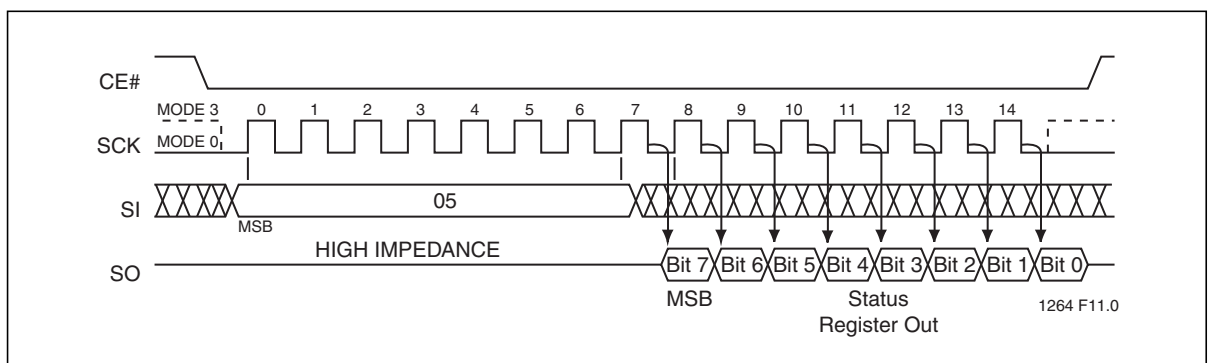 CE#
MODE 3 0 1 2 3 4 5 6 7 8 9 10 11 12 13 14
SCK MODE 0
SI 05
MSB
HIGH IMPEDANCE
SO Bit 7 Bit 6 Bit 5 Bit 4 Bit 3 Bit 2 Bit 1 Bit 0
MSB Status
Register Out
1264 F11.0